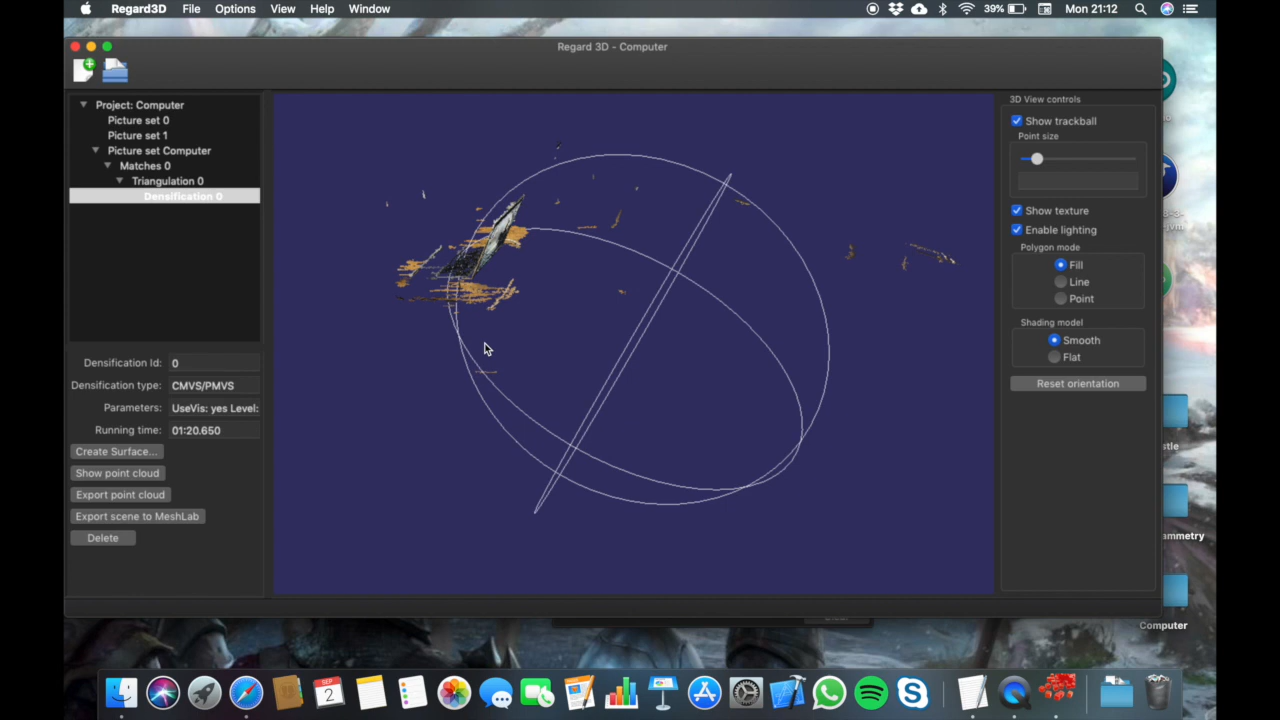 Regard3D File Options View Help Window
39% Mon 21:12
Regard 3D - Computer
Project: Computer
Picture set 0
Picture set 1
Picture set Computer
Matches 0
Triangulation 0
Densification 0
Densification Id: 0
Densification type: CMVS/PMVS
Parameters: UseVis: yes Level:
Running time: 01:20.650
Create Surface...
Show point cloud
Export point cloud
Export scene to MeshLab
Delete
3D View controls
Show trackball
Point size
Show texture
Enable lighting
Polygon mode
Fill
Line
Point
Shading model
Smooth
Flat
Reset orientation
stle
ammetry
Computer
SEP
2